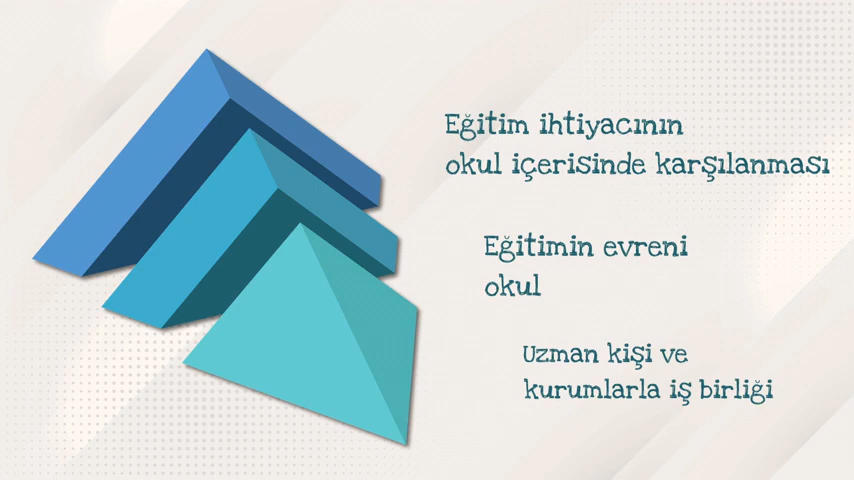 Eğitim ihtiyacının
okul içerisinde karşılanması
Eğitimin evreni
okul
Uzman kişi ve
kurumlarla iş birliği